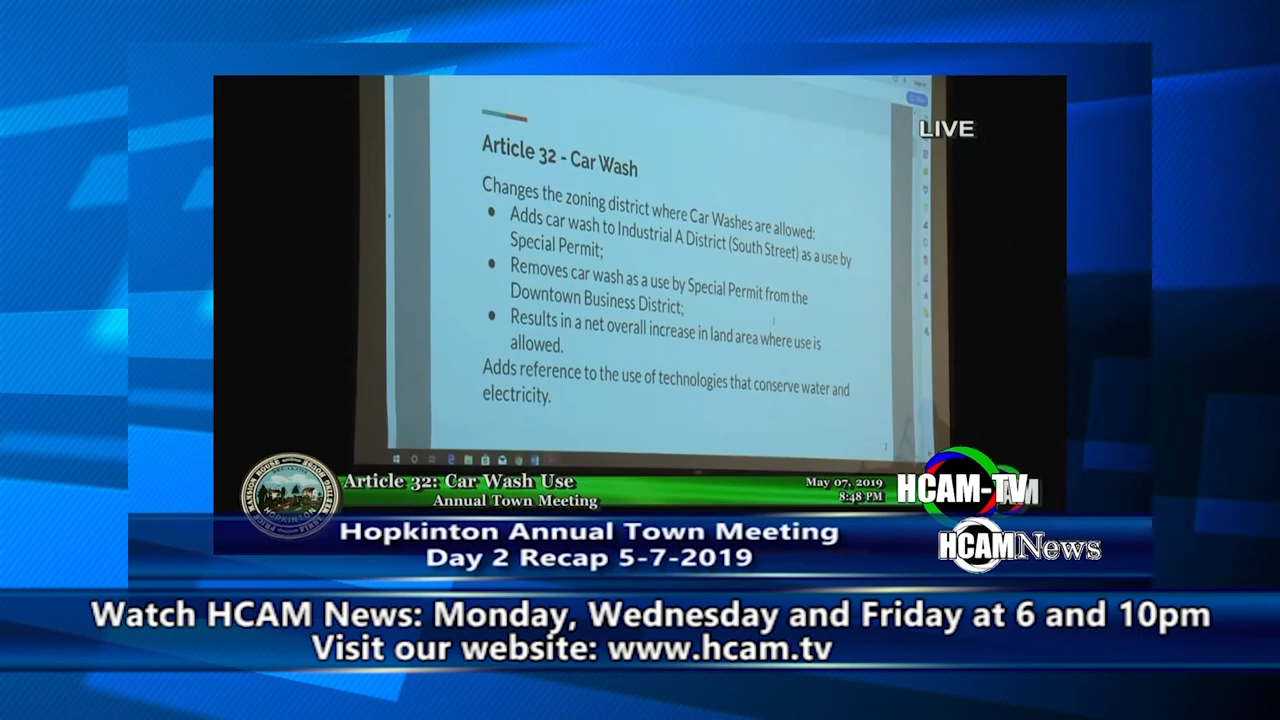 LIVE
Article 32 - Car Wash
Changes the zoning district where Car Washes are allowed:
• Adds car wash to Industrial A District (South Street) as a use by
Special Permit;
• Removes car wash as a use by Special Permit from the
Downtown Business District;
• Results in a net overall increase in land area where use is
allowed.
Adds reference to the use of technologies that conserve water and
electricity.
HOPKINTON
Article 32: Car Wash Use
Annual Town Meeting
May 07, 2019
8:48 PM
HCAM-TV
Hopkinton Annual Town Meeting
Day 2 Recap 5-7-2019
HCAMNews
Watch HCAM News: Monday, Wednesday and Friday at 6 and 10pm
Visit our website: www.hcam.tv